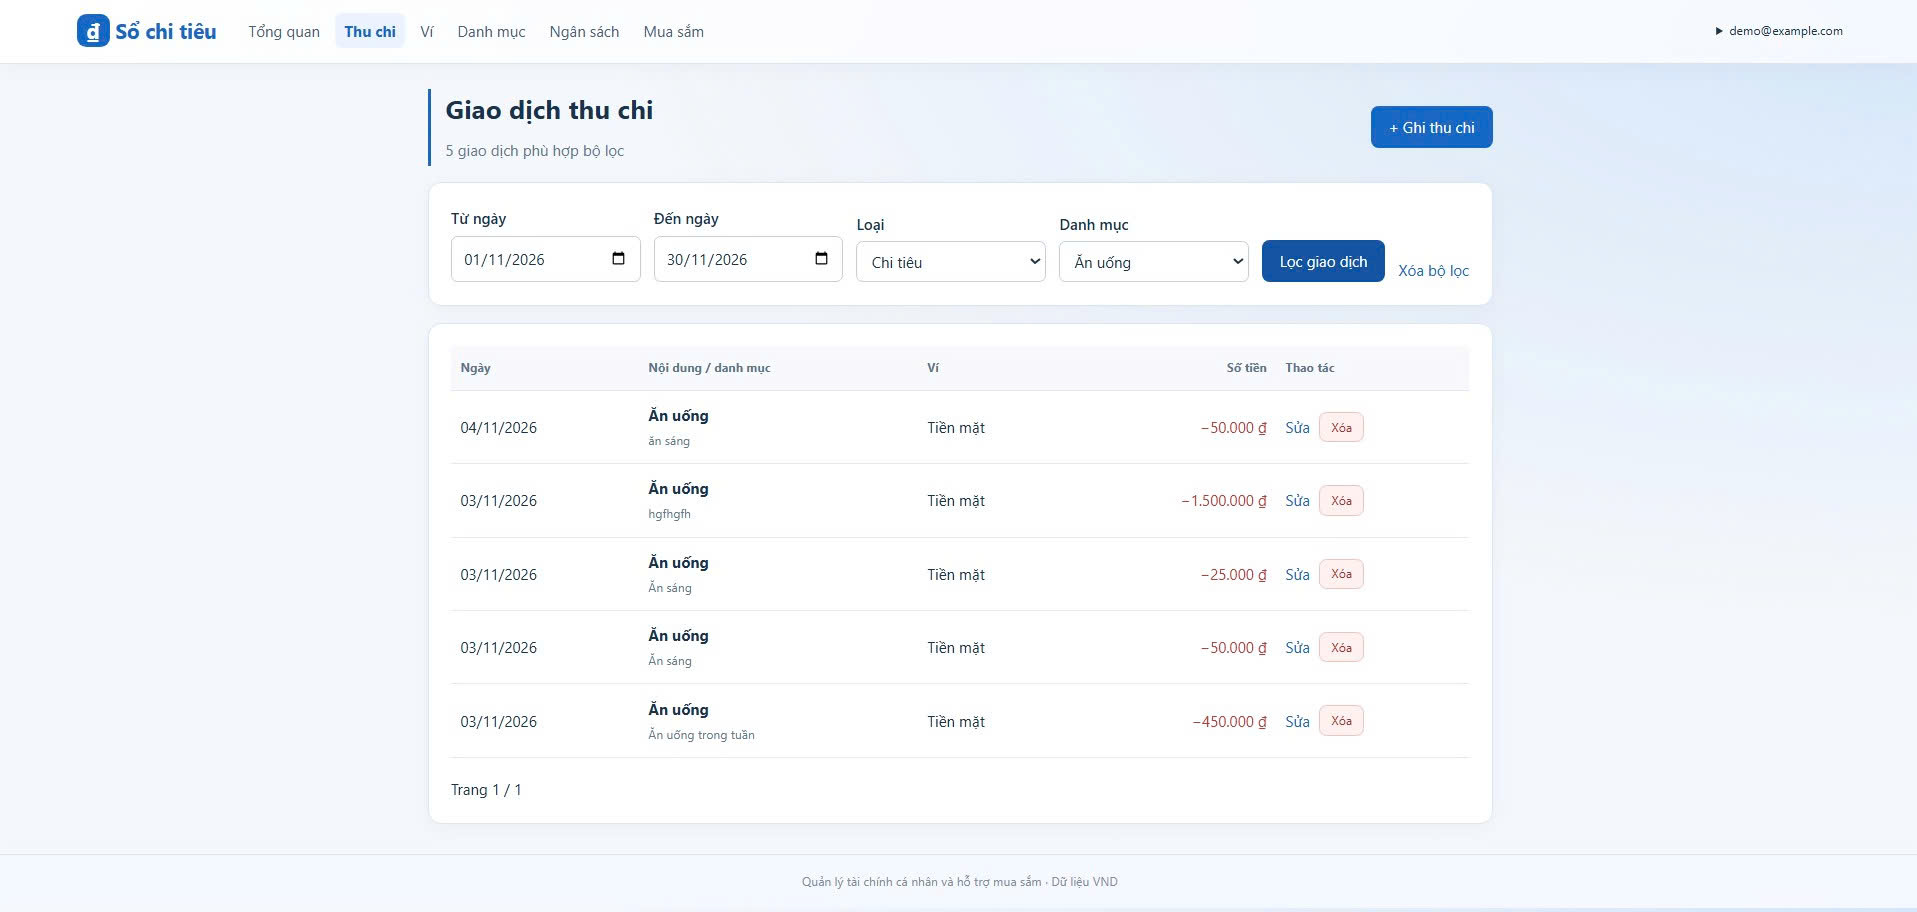 đ Sổ chi tiêu Tổng quan Thu chi Ví Danh mục Ngân sách Mua sắm ▶ demo@example.com
Giao dịch thu chi
+ Ghi thu chi
5 giao dịch phù hợp bộ lọc
Từ ngày Đến ngày Loại Danh mục
01/11/2026 30/11/2026 Chi tiêu Ăn uống Lọc giao dịch Xóa bộ lọc
Ngày Nội dung / danh mục Ví Số tiền Thao tác
04/11/2026 Ăn uống Tiền mặt −50.000 ₫ Sửa Xóa
ăn sáng
03/11/2026 Ăn uống Tiền mặt −1.500.000 ₫ Sửa Xóa
hgfhgfh
03/11/2026 Ăn uống Tiền mặt −25.000 ₫ Sửa Xóa
Ăn sáng
03/11/2026 Ăn uống Tiền mặt −50.000 ₫ Sửa Xóa
Ăn sáng
03/11/2026 Ăn uống Tiền mặt −450.000 ₫ Sửa Xóa
Ăn uống trong tuần
Trang 1 / 1
Quản lý tài chính cá nhân và hỗ trợ mua sắm · Dữ liệu VND